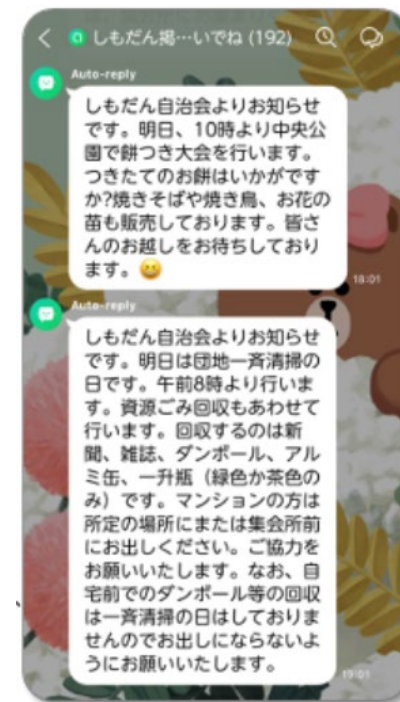 しもだん掲…いでね (192)
Auto-reply
しもだん自治会よりお知らせ
です。明日、10時より中央公
園で餅つき大会を行います。
つきたてのお餅はいかがです
か?焼きそばや焼き鳥、お花の
苗も販売しております。皆さ
んのお越しをお待ちしており
ます。😆
18:01
Auto-reply
しもだん自治会よりお知らせ
です。明日は団地一斉清掃の
日です。午前8時より行いま
す。資源ごみ回収もあわせて
行います。回収するのは新
聞、雑誌、ダンボール、アル
ミ缶、一升瓶（緑色か茶色の
み）です。マンションの方は
所定の場所にまたは集会所前
にお出しください。ご協力を
お願いいたします。なお、自
宅前でのダンボール等の回収
は一斉清掃の日はしておりま
せんのでお出しにならないよ
うにお願いいたします。
19:01